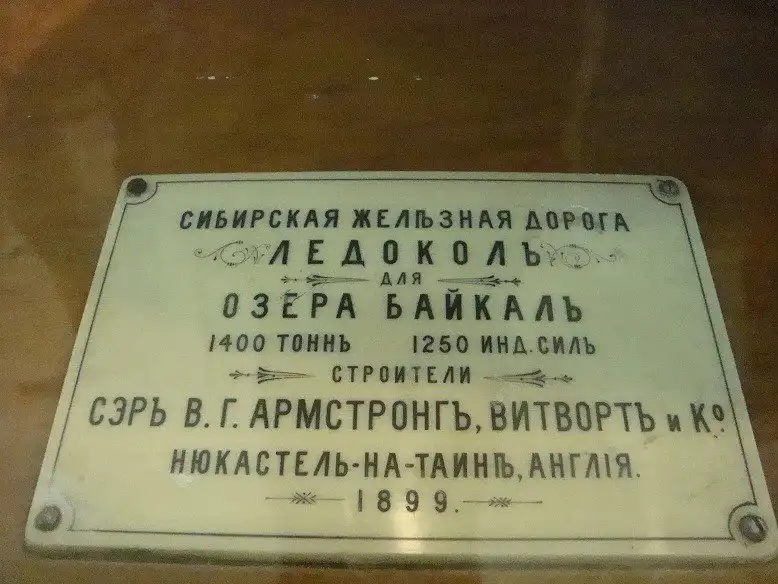 СИБИРСКАЯ ЖЕЛѢЗНАЯ ДОРОГА
ЛЕДОКОЛЪ
ДЛЯ
ОЗЕРА БАЙКАЛЪ
1400 ТОННЪ 1250 ИНД. СИЛЪ
СТРОИТЕЛИ
СЭРЪ В. Г. АРМСТРОНГЪ, ВИТВОРТЪ и Кº.
НЮКАСТЕЛЬ-НА-ТАИНѢ, АНГЛІЯ.
1899.